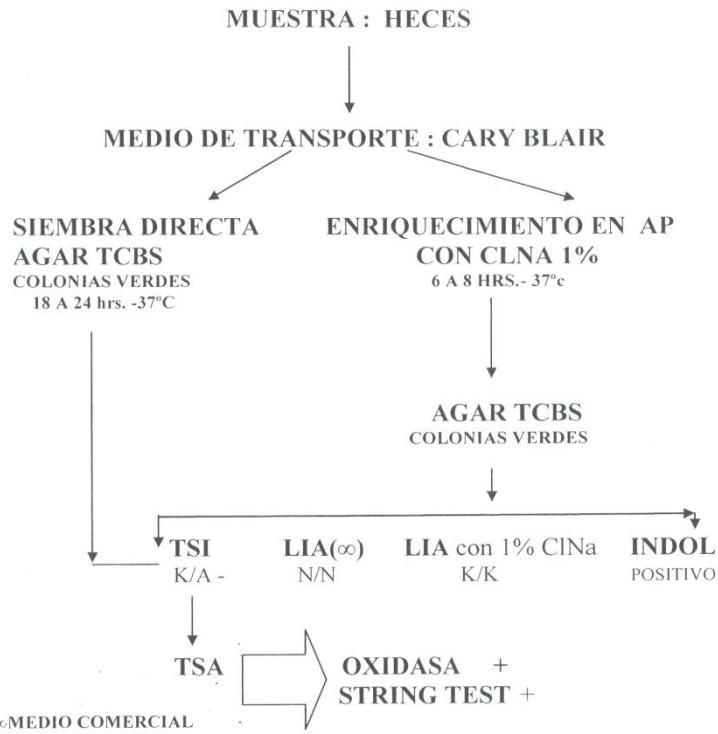 MUESTRA : HECES
MEDIO DE TRANSPORTE : CARY BLAIR
SIEMBRA DIRECTA
AGAR TCBS
COLONIAS VERDES
18 A 24 hrs. -37ºC
ENRIQUECIMIENTO EN AP
CON CLNA 1%
6 A 8 HRS.- 37ºc
AGAR TCBS
COLONIAS VERDES
TSI LIA(∞) LIA con 1% ClNa INDOL
K/A - N/N K/K POSITIVO
TSA
OXIDASA +
STRING TEST +
∞MEDIO COMERCIAL